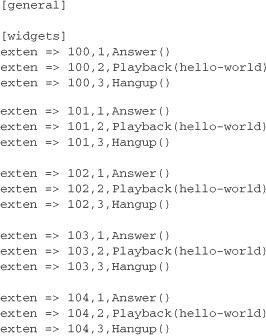 [general]
[widgets]
exten => 100,1,Answer()
exten => 100,2,Playback(hello-world)
exten => 100,3,Hangup()
exten => 101,1,Answer()
exten => 101,2,Playback(hello-world)
exten => 101,3,Hangup()
exten => 102,1,Answer()
exten => 102,2,Playback(hello-world)
exten => 102,3,Hangup()
exten => 103,1,Answer()
exten => 103,2,Playback(hello-world)
exten => 103,3,Hangup()
exten => 104,1,Answer()
exten => 104,2,Playback(hello-world)
exten => 104,3,Hangup()